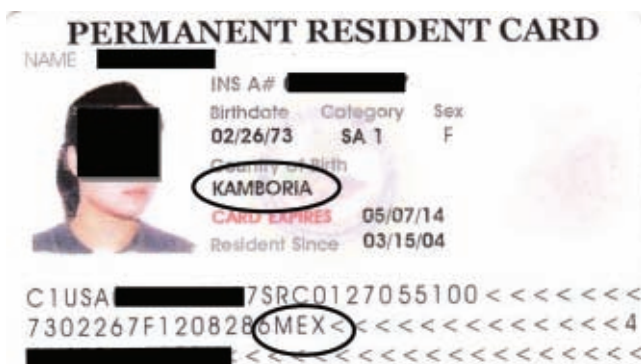 PERMANENT RESIDENT CARD
NAME
INS A#
Birthdate Category Sex
02/26/73 SA 1 F
Country of Birth
KAMBORIA
CARD EXPIRES 05/07/14
Resident Since 03/15/04
C1USA 7SRC0127055100<<<<<<<
7302267F1208286MEX<<<<<<<<<<<4
<<<<<<<<<<<<<<